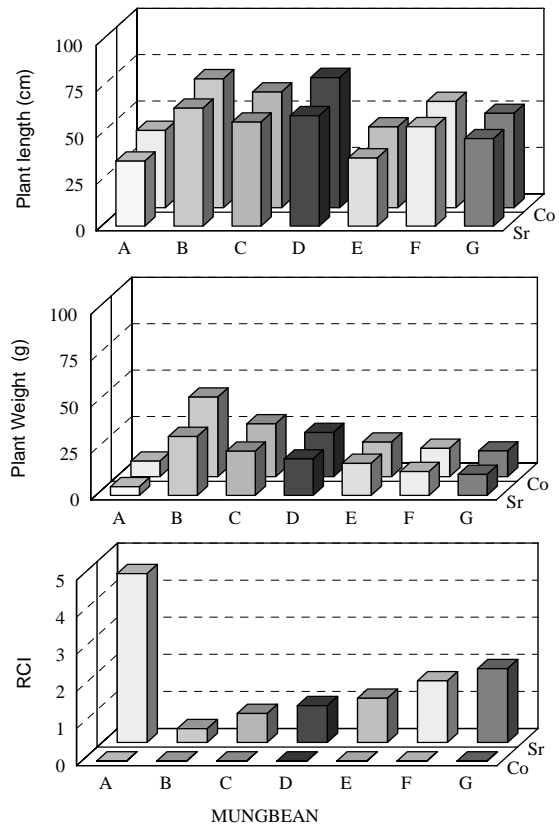 Plant length (cm)
100
75
50
25
0
A B C D E F G
Sr
Co
Plant Weight (g)
100
75
50
25
0
A B C D E F G
Sr
Co
RCI
5
4
3
2
1
0
A B C D E F G
Co
Sr
MUNGBEAN